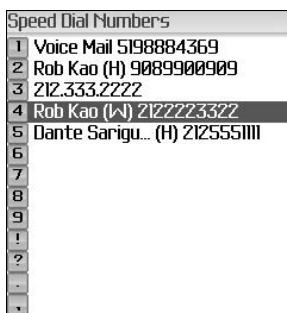 Speed Dial Numbers
1 Voice Mail 5198884369
2 Rob Kao (H) 9089900909
3 212.333.2222
4 Rob Kao (W) 2122223322
5 Dante Sarigu... (H) 2125551111
6
7
8
9
!
?
.
,